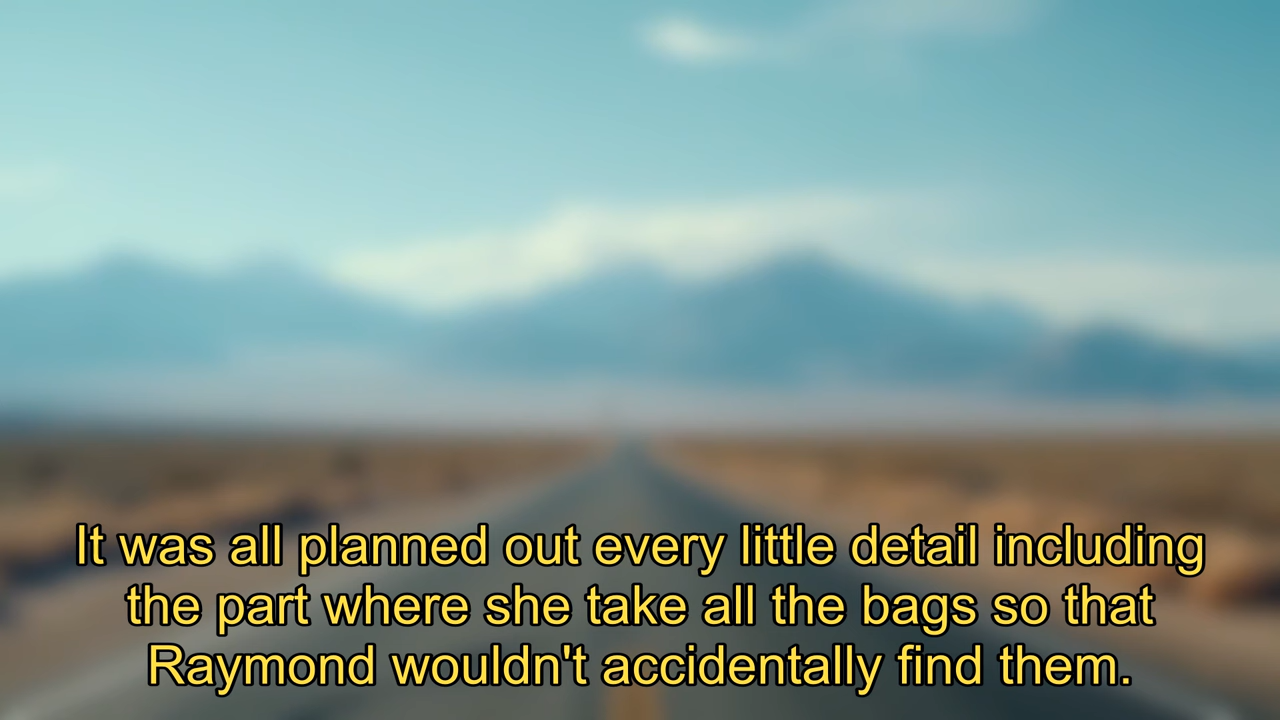 It was all planned out every little detail including
the part where she take all the bags so that
Raymond wouldn't accidentally find them.